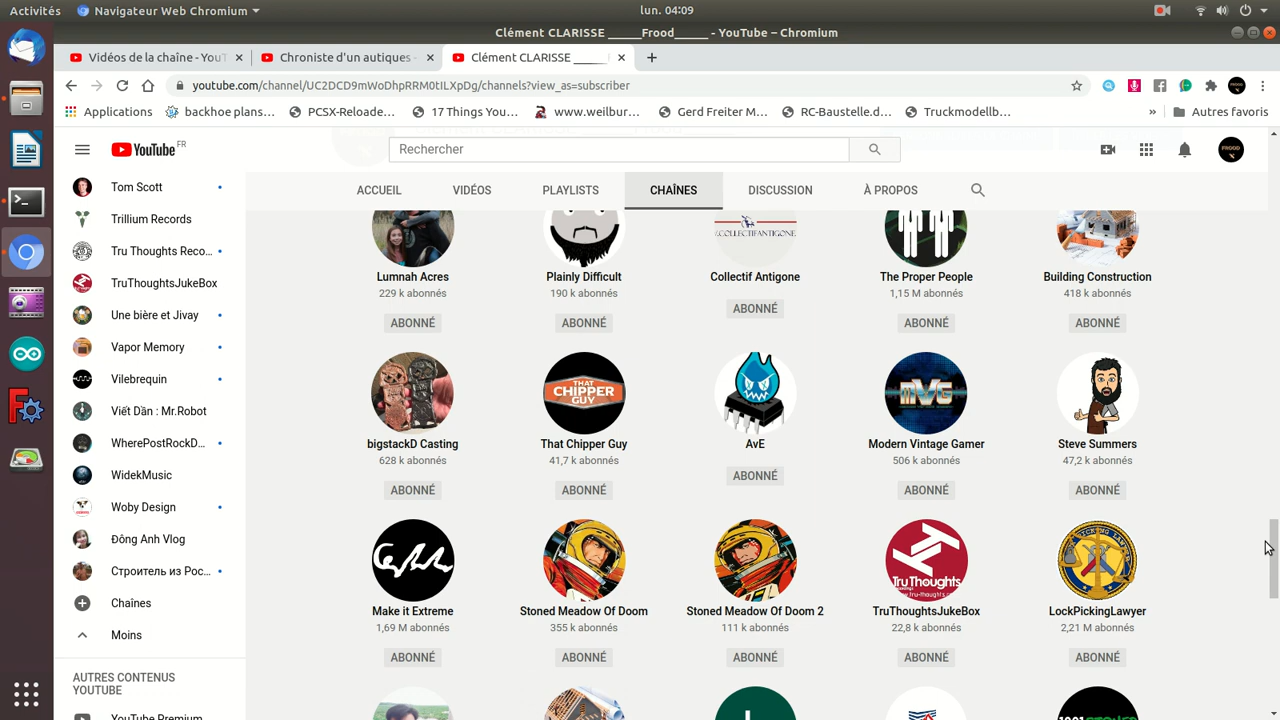 Activités
Navigateur Web Chromium
lun. 04:09
Clément CLARISSE _____Frood_____ - YouTube – Chromium
Vidéos de la chaîne - YouT
Chroniste d'un autiques -
Clément CLARISSE _____
youtube.com/channel/UC2DCD9mWoDhpRRM0tILXpDg/channels?view_as=subscriber
Applications
backhoe plans…
PCSX-Reloade…
17 Things You…
www.weilbur…
Gerd Freiter M…
RC-Baustelle.d…
Truckmodellb…
»
Autres favoris
YouTube FR
Rechercher
FROOD
ACCUEIL
VIDÉOS
PLAYLISTS
CHAÎNES
DISCUSSION
À PROPOS
Tom Scott
Trillium Records
Tru Thoughts Reco…
TruThoughtsJukeBox
Une bière et Jivay
Vapor Memory
Vilebrequin
Viết Dần : Mr.Robot
WherePostRockD…
WidekMusic
Woby Design
Đông Anh Vlog
Строитель из Рос…
Chaînes
Moins
AUTRES CONTENUS
YOUTUBE
YouTube Premium
COLLECTIFANTIGONE
Lumnah Acres
229 k abonnés
ABONNÉ
Plainly Difficult
190 k abonnés
ABONNÉ
Collectif Antigone
ABONNÉ
The Proper People
1,15 M abonnés
ABONNÉ
Building Construction
418 k abonnés
ABONNÉ
bigstackD Casting
628 k abonnés
ABONNÉ
THAT
CHIPPER
GUY
That Chipper Guy
41,7 k abonnés
ABONNÉ
AvE
ABONNÉ
MVG
Modern Vintage Gamer
506 k abonnés
ABONNÉ
Steve Summers
47,2 k abonnés
ABONNÉ
Make it Extreme
1,69 M abonnés
ABONNÉ
Stoned Meadow Of Doom
355 k abonnés
ABONNÉ
Stoned Meadow Of Doom 2
111 k abonnés
ABONNÉ
TruThoughts
TruThoughtsJukeBox
22,8 k abonnés
ABONNÉ
LockPickingLawyer
2,21 M abonnés
ABONNÉ